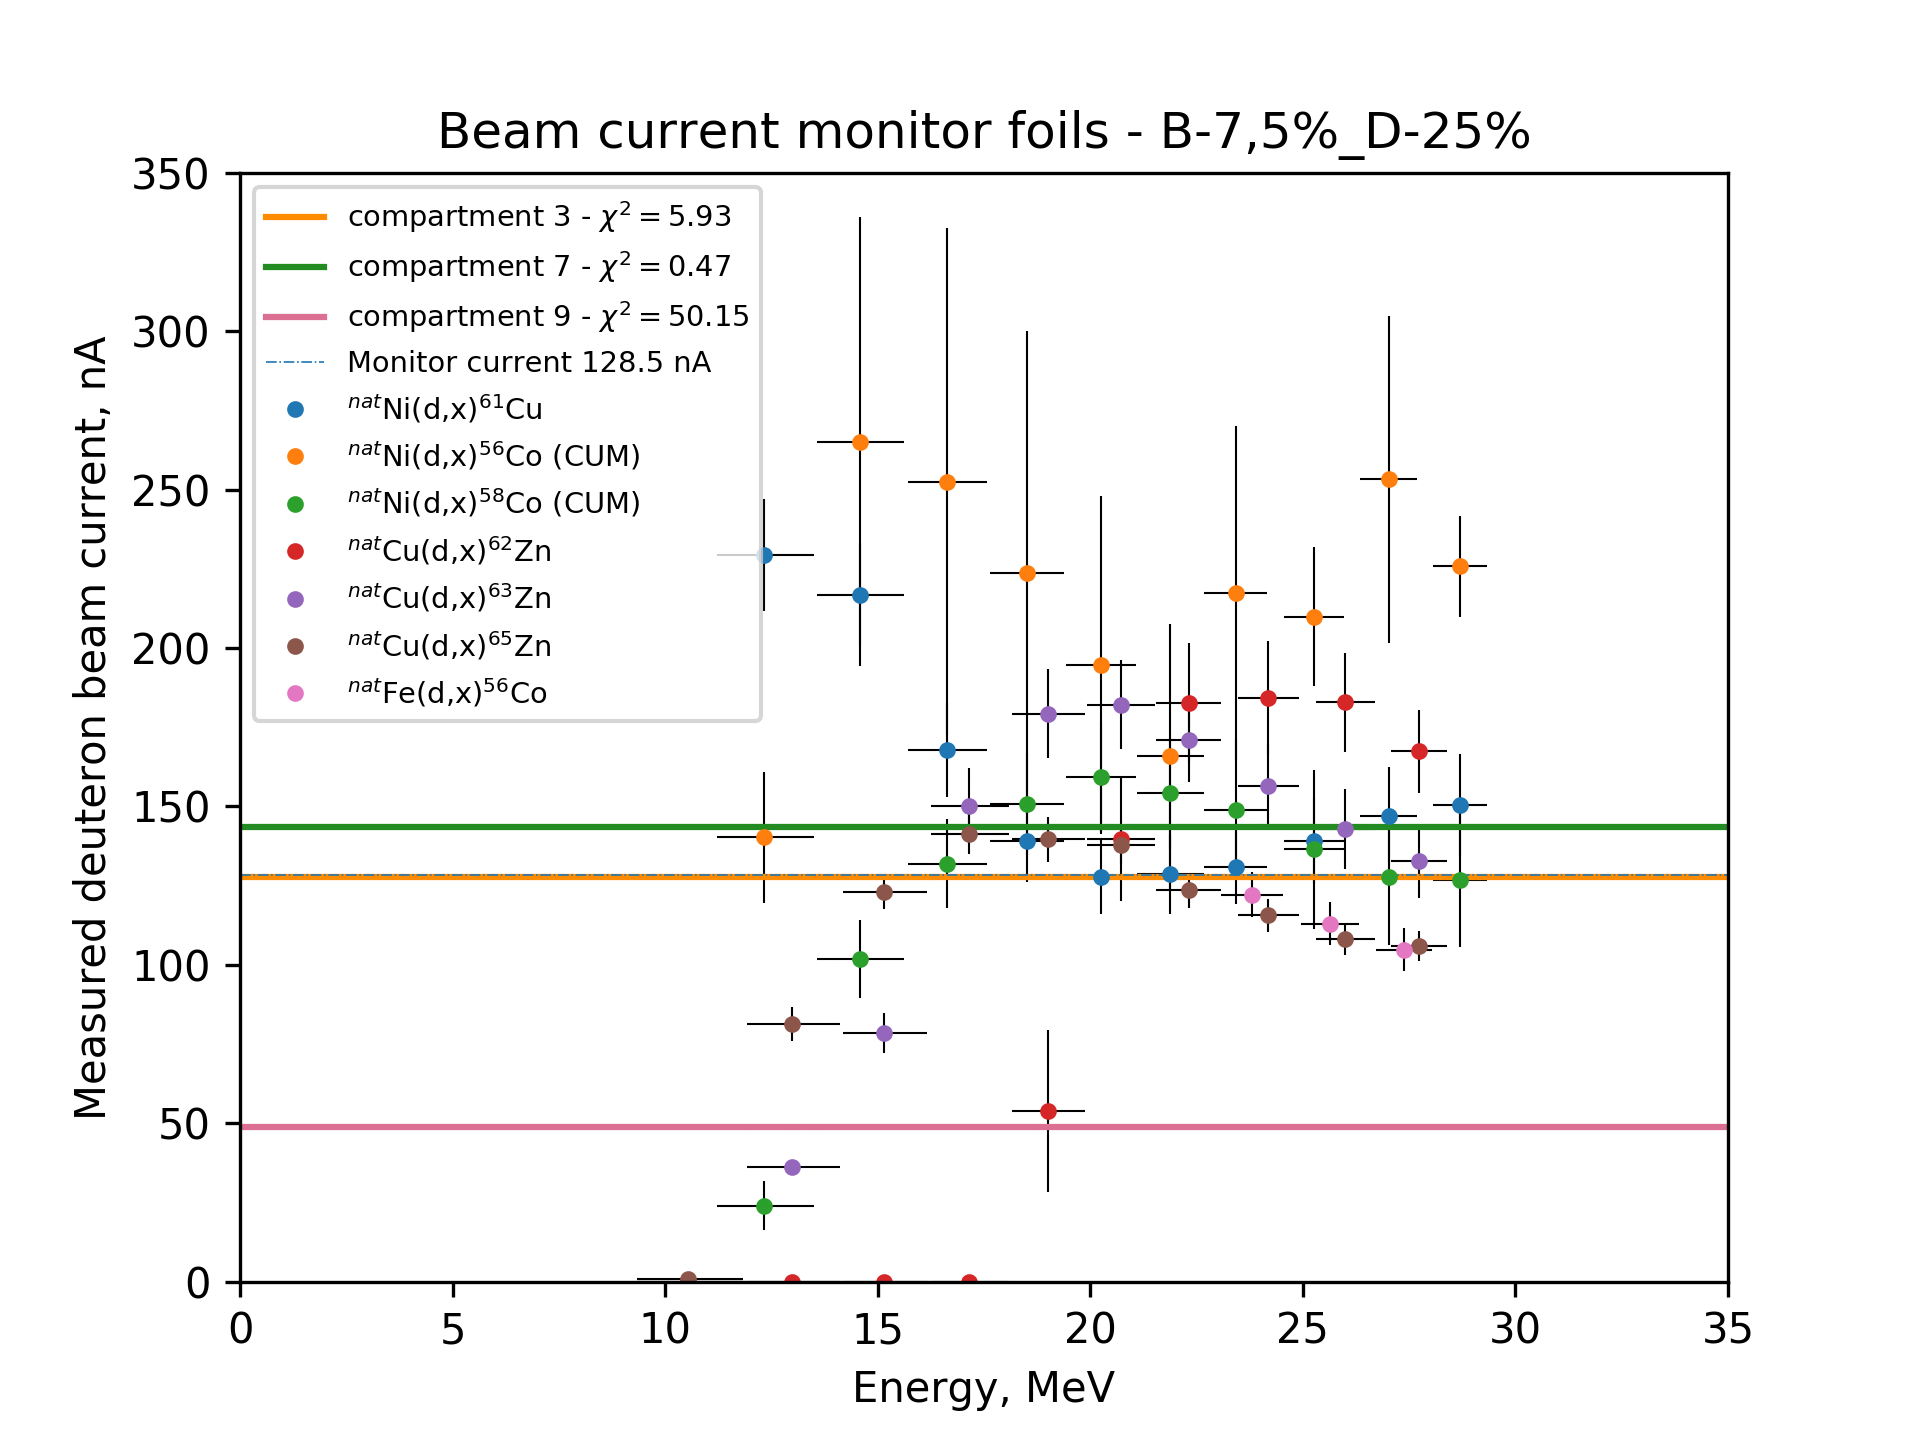 Beam current monitor foils - B-7,5%_D-25%
Measured deuteron beam current, nA
350
300
250
200
150
100
50
0
compartment 3 - χ² = 5.93
compartment 7 - χ² = 0.47
compartment 9 - χ² = 50.15
Monitor current 128.5 nA
ⁿᵃᵗNi(d,x)⁶¹Cu
ⁿᵃᵗNi(d,x)⁵⁶Co (CUM)
ⁿᵃᵗNi(d,x)⁵⁸Co (CUM)
ⁿᵃᵗCu(d,x)⁶²Zn
ⁿᵃᵗCu(d,x)⁶³Zn
ⁿᵃᵗCu(d,x)⁶⁵Zn
ⁿᵃᵗFe(d,x)⁵⁶Co
0 5 10 15 20 25 30 35
Energy, MeV